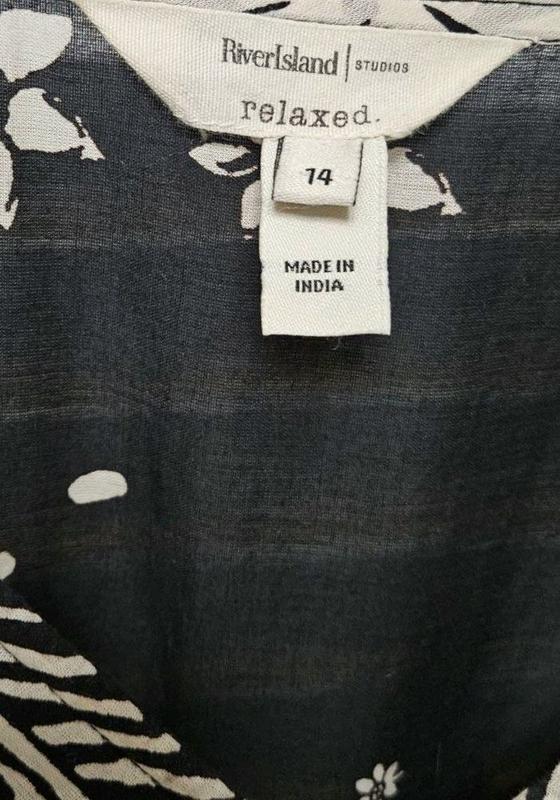 RiverIsland | STUDIOS
relaxed.
14
MADE IN
INDIA